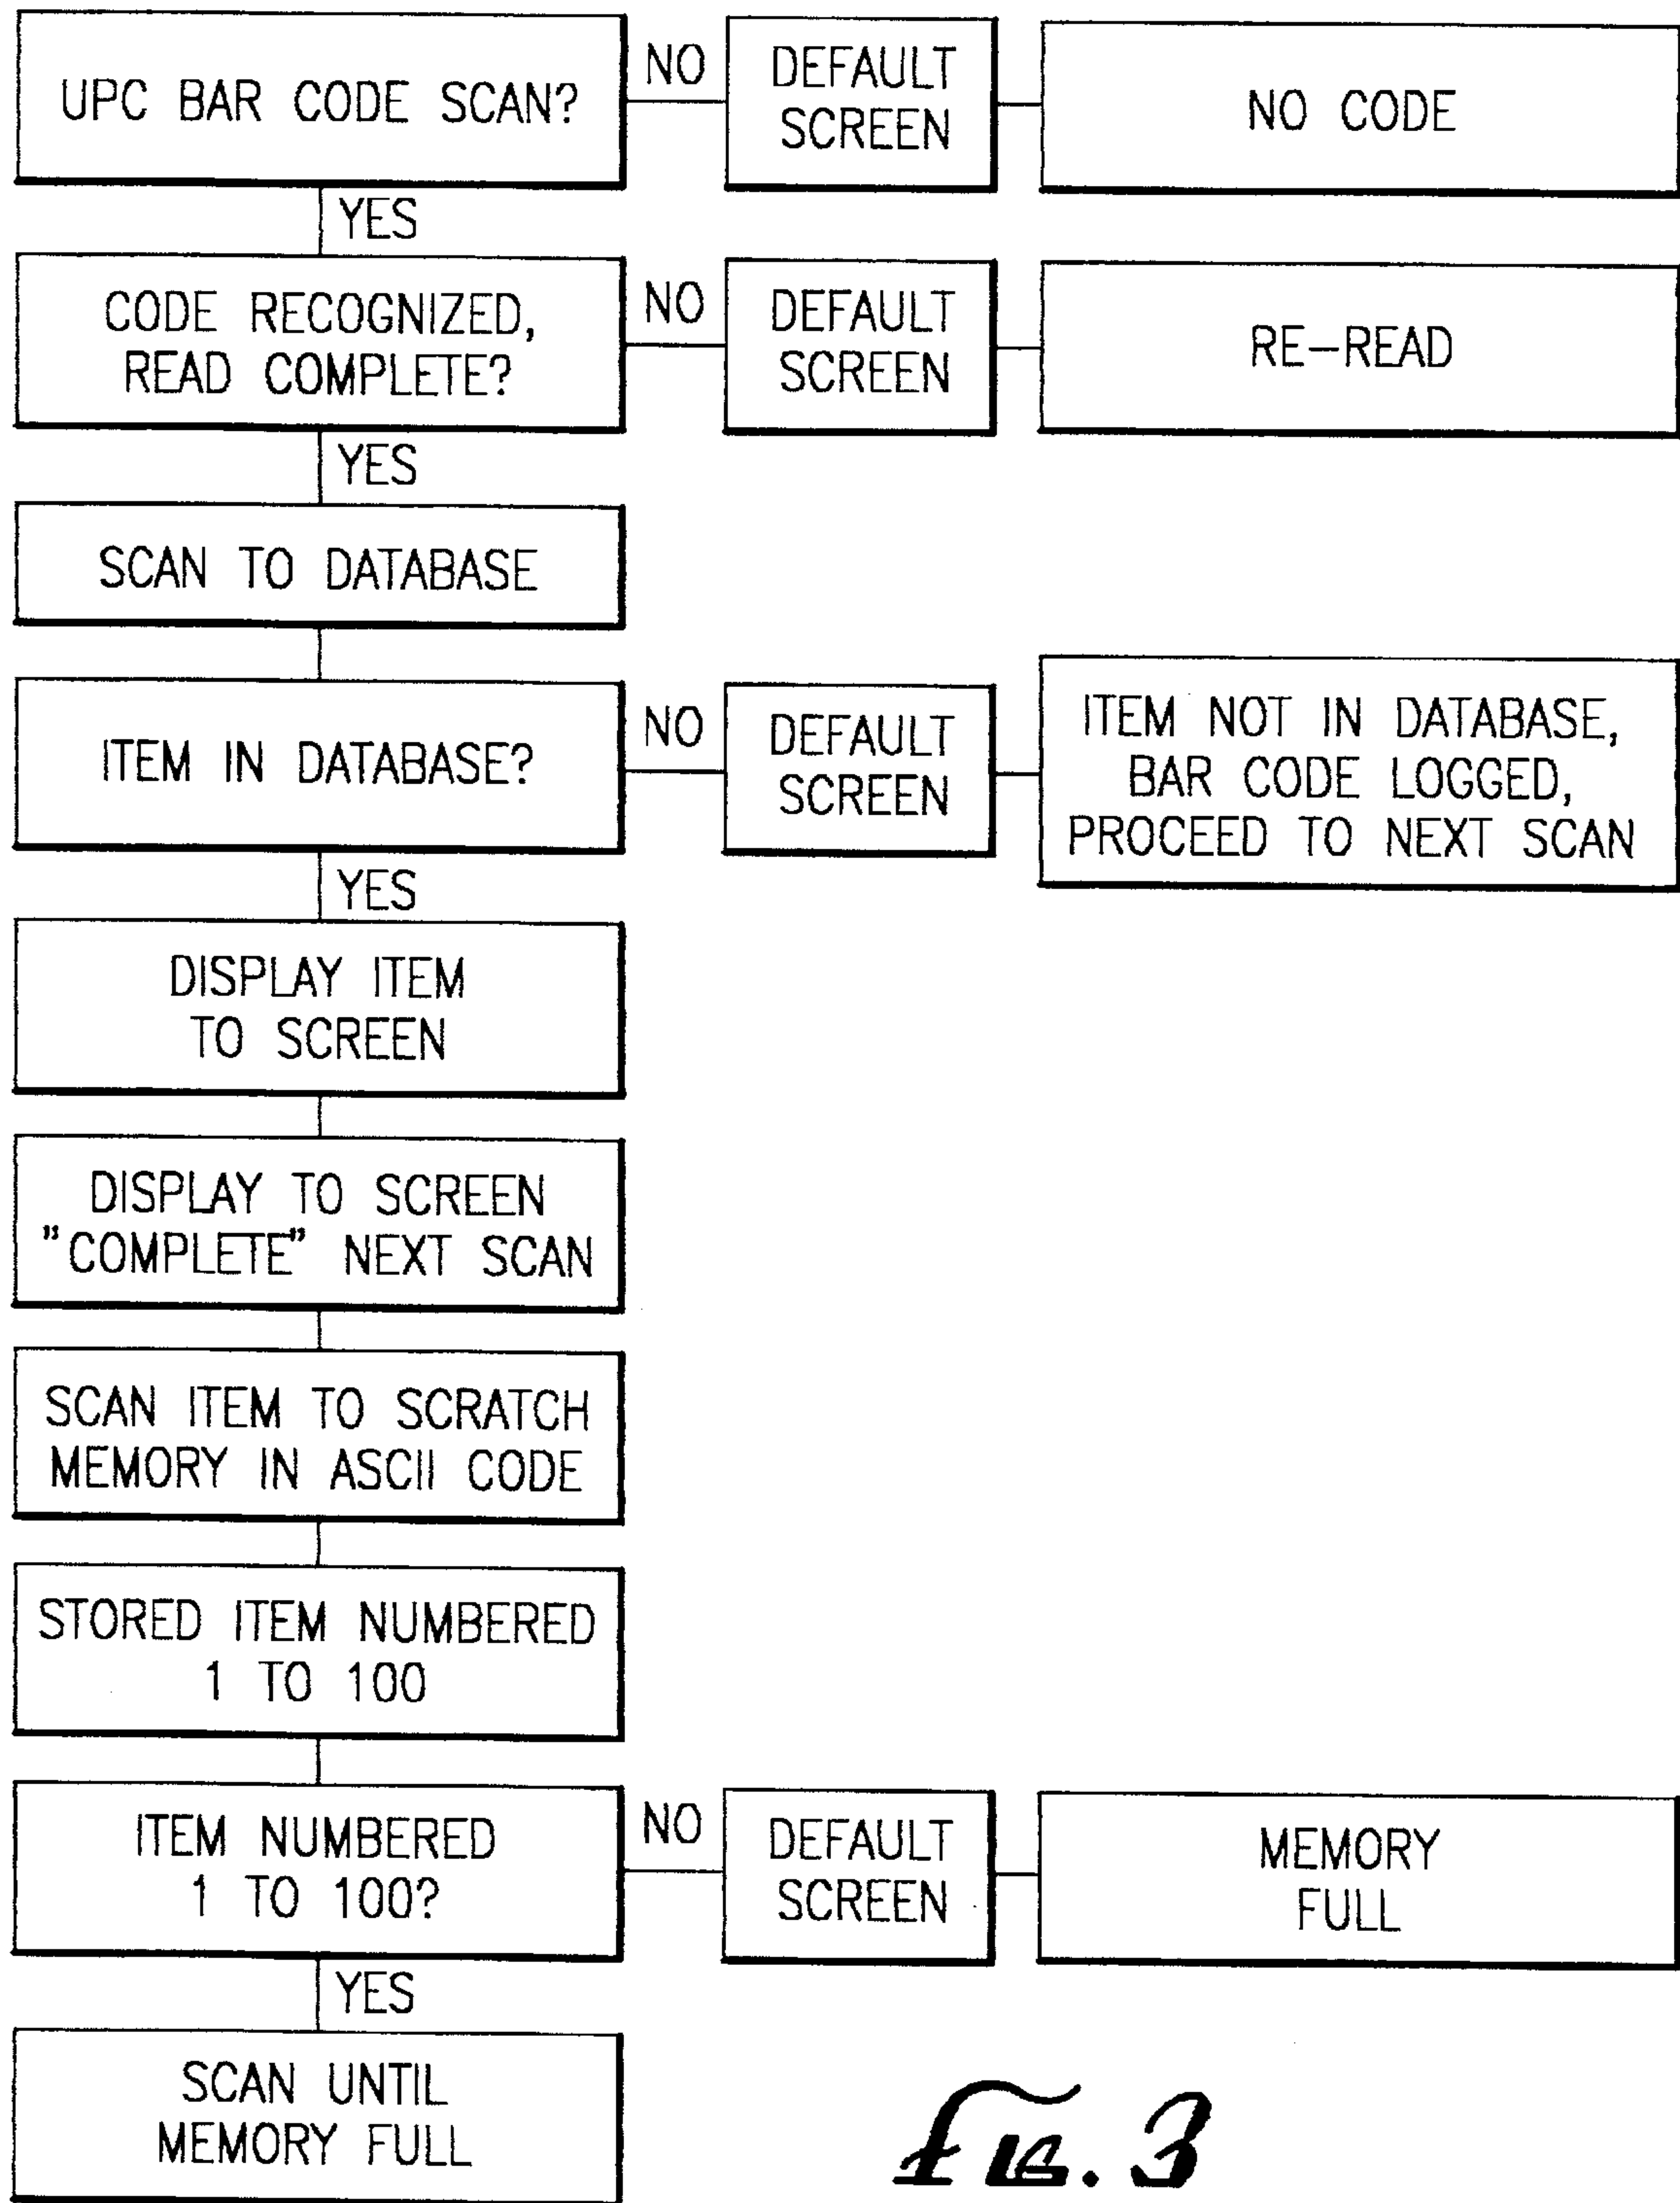 UPC BAR CODE SCAN?
NO
DEFAULT
SCREEN
NO CODE
YES
CODE RECOGNIZED,
READ COMPLETE?
NO
DEFAULT
SCREEN
RE-READ
YES
SCAN TO DATABASE
ITEM IN DATABASE?
NO
DEFAULT
SCREEN
ITEM NOT IN DATABASE,
BAR CODE LOGGED,
PROCEED TO NEXT SCAN
YES
DISPLAY ITEM
TO SCREEN
DISPLAY TO SCREEN
"COMPLETE" NEXT SCAN
SCAN ITEM TO SCRATCH
MEMORY IN ASCII CODE
STORED ITEM NUMBERED
1 TO 100
ITEM NUMBERED
1 TO 100?
NO
DEFAULT
SCREEN
MEMORY
FULL
YES
SCAN UNTIL
MEMORY FULL
FIG. 3